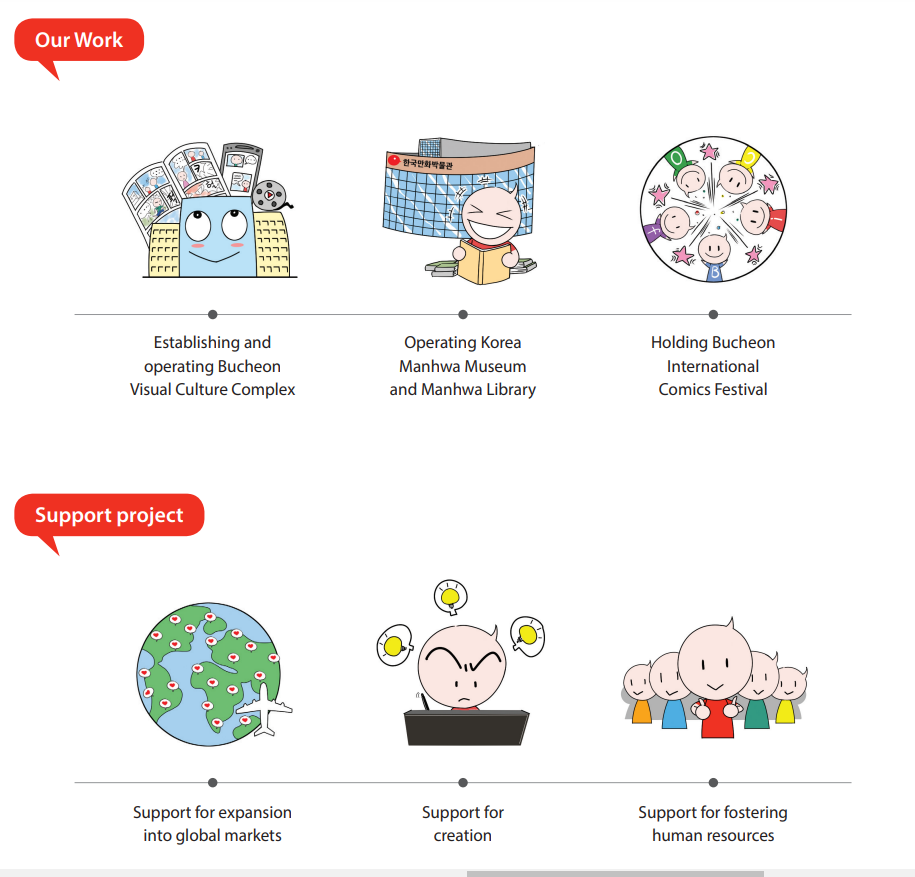 Our Work
한국만화박물관
O
C
K
I
B
Establishing and
operating Bucheon
Visual Culture Complex
Operating Korea
Manhwa Museum
and Manhwa Library
Holding Bucheon
International
Comics Festival
Support project
Support for expansion
into global markets
Support for
creation
Support for fostering
human resources